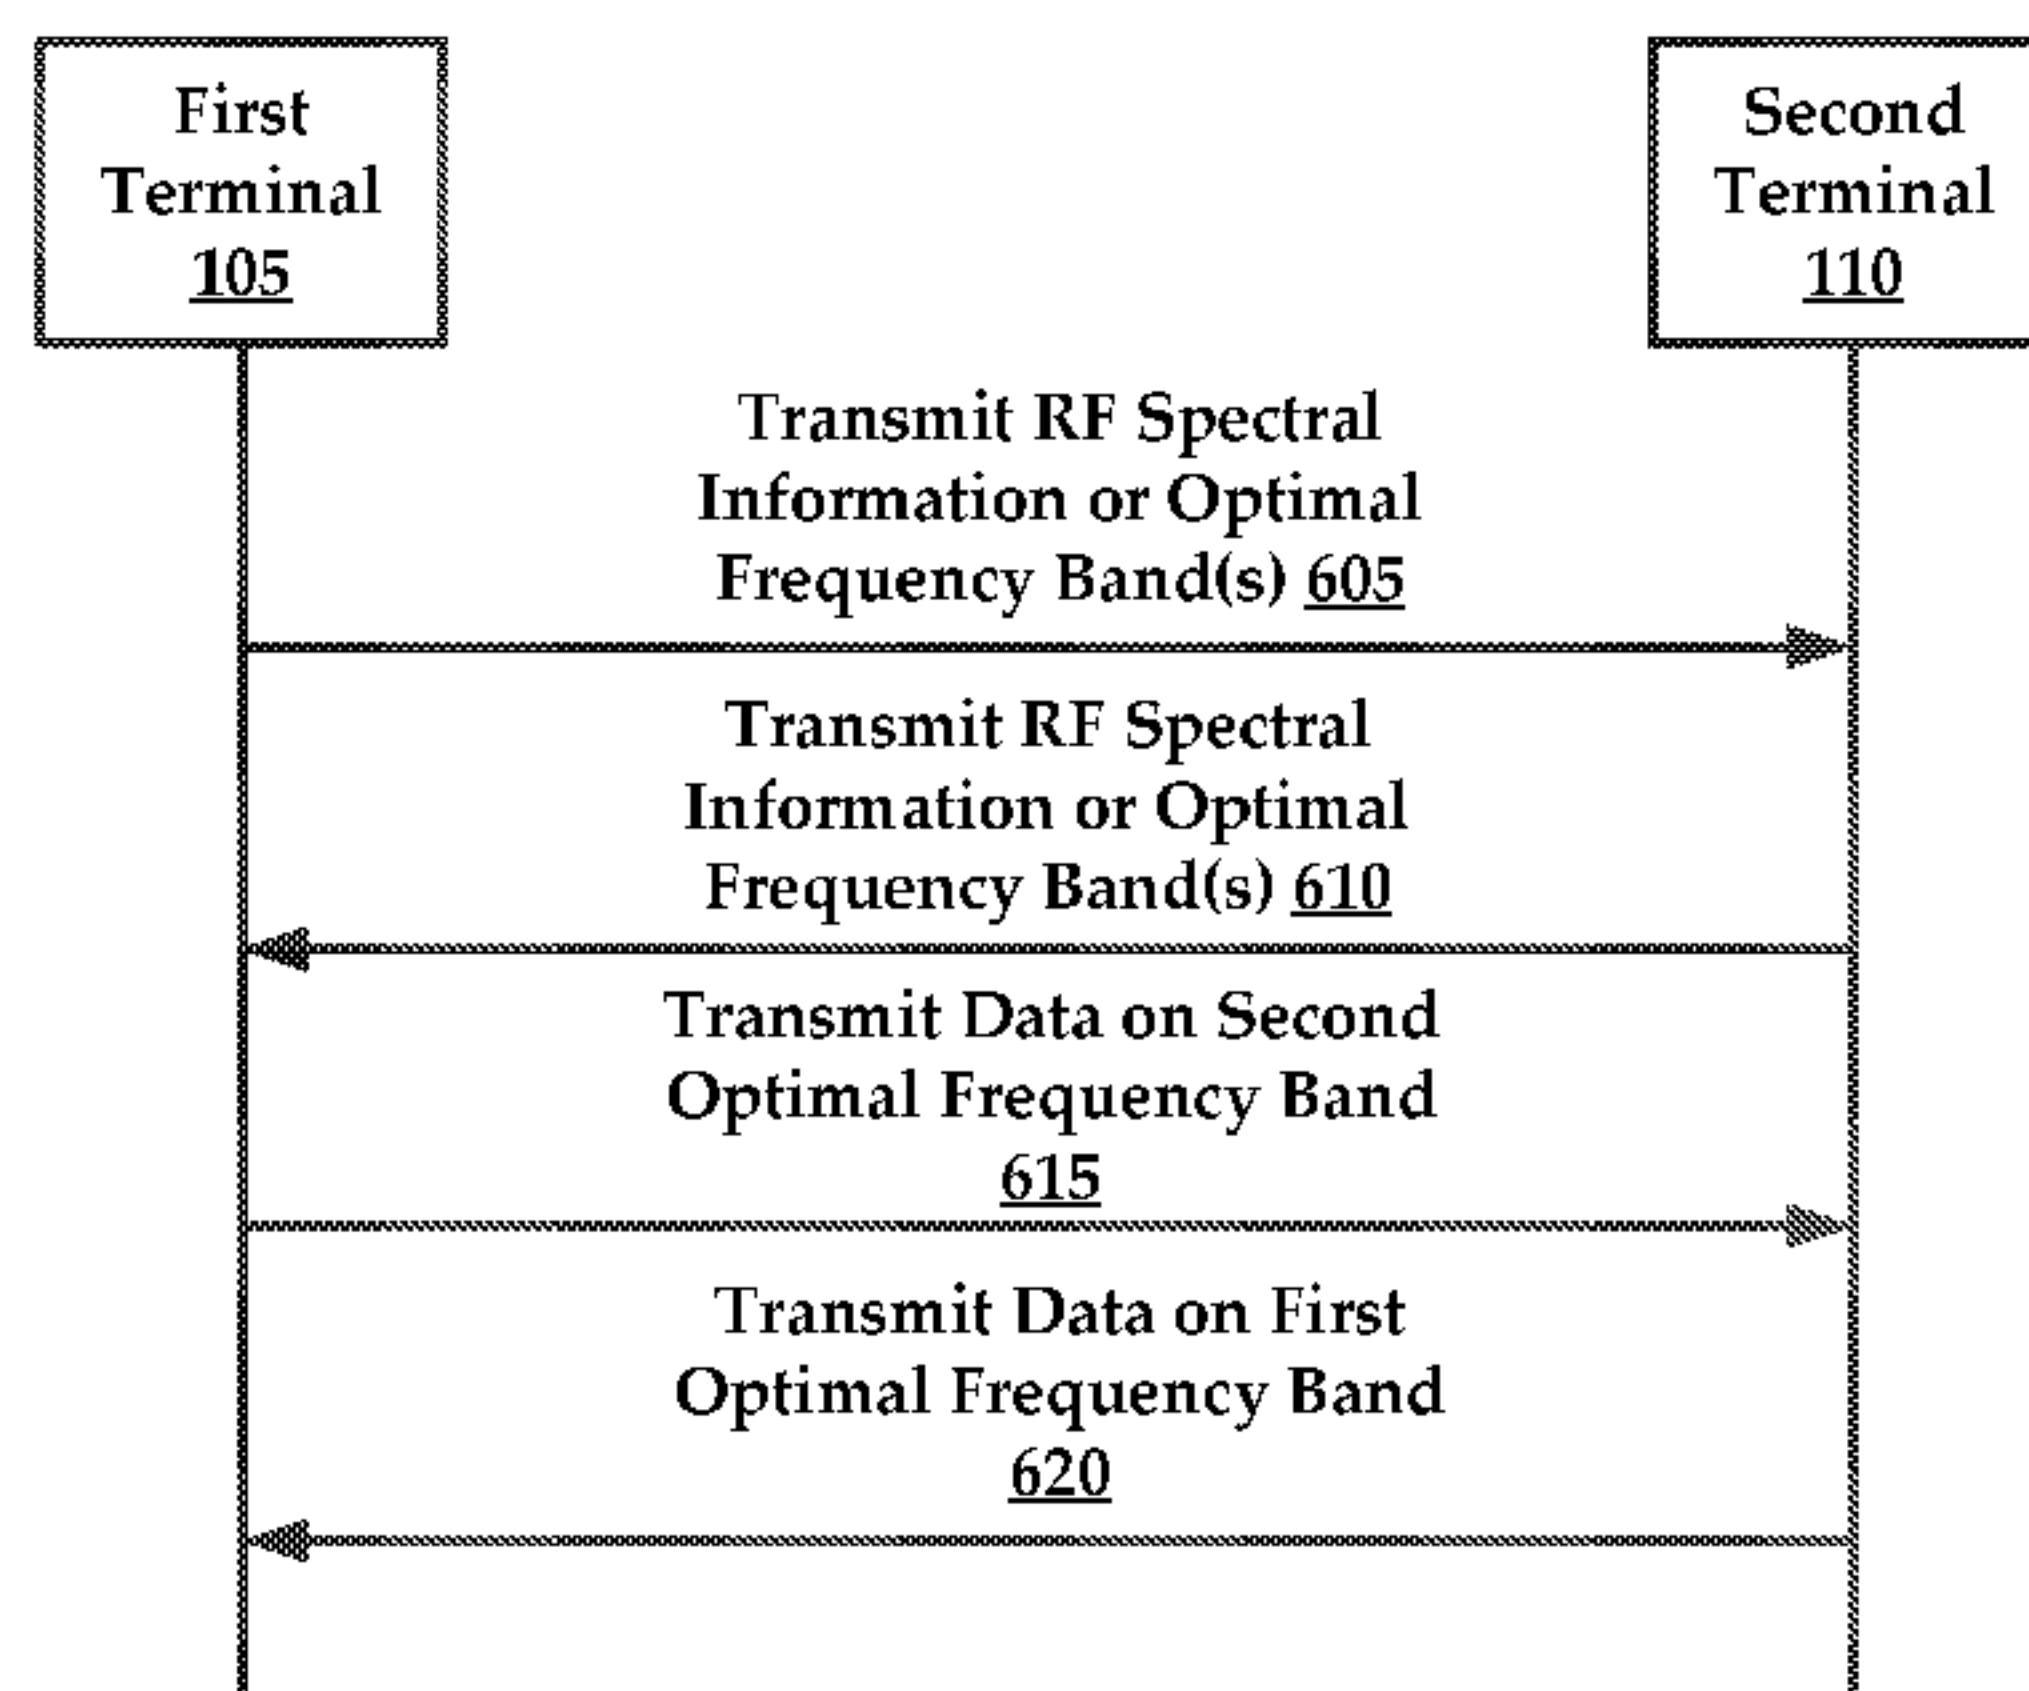 First
Terminal
105
Second
Terminal
110
Transmit RF Spectral
Information or Optimal
Frequency Band(s) 605
Transmit RF Spectral
Information or Optimal
Frequency Band(s) 610
Transmit Data on Second
Optimal Frequency Band
615
Transmit Data on First
Optimal Frequency Band
620